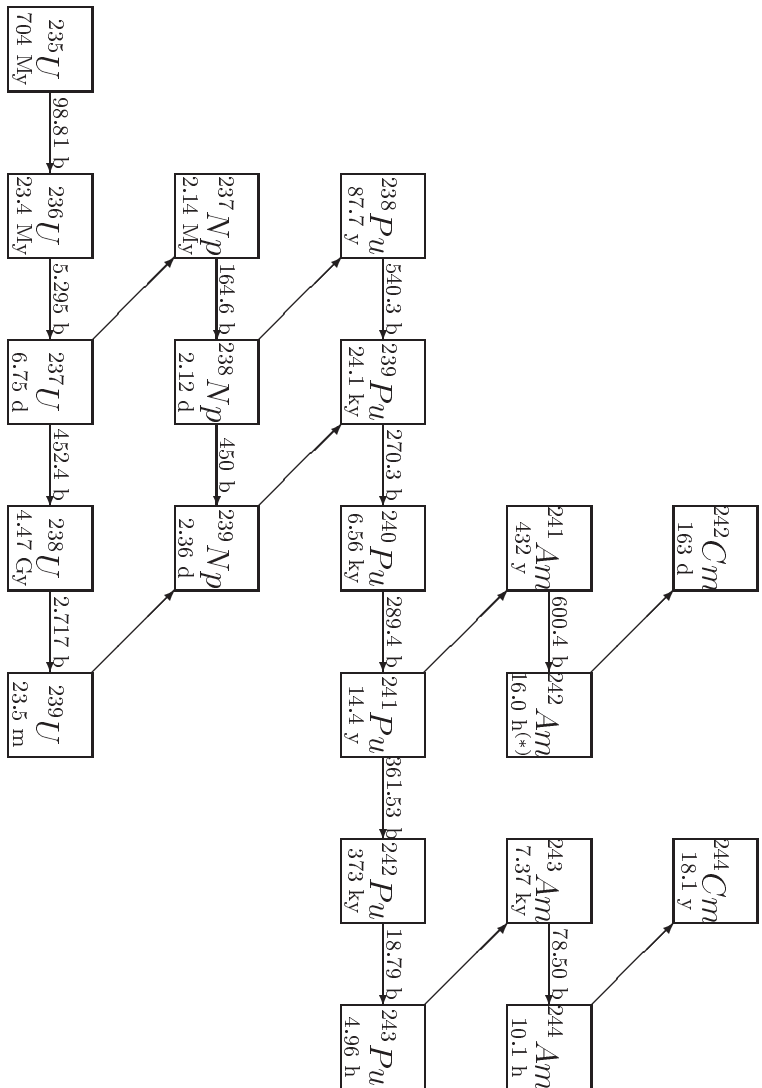 235U
704 My
98.81 b
236U
23.4 My
5.295 b
237U
6.75 d
452.4 b
238U
4.47 Gy
2.717 b
239U
23.5 m
237Np
2.14 My
164.6 b
238Np
2.12 d
450 b
239Np
2.36 d
238Pu
87.7 y
540.3 b
239Pu
24.1 ky
270.3 b
240Pu
6.56 ky
289.4 b
241Pu
14.4 y
361.53 b
242Pu
373 ky
18.79 b
243Pu
4.96 h
241Am
432 y
600.4 b
242Am
16.0 h(*)
243Am
7.37 ky
78.50 b
244Am
10.1 h
242Cm
163 d
244Cm
18.1 y